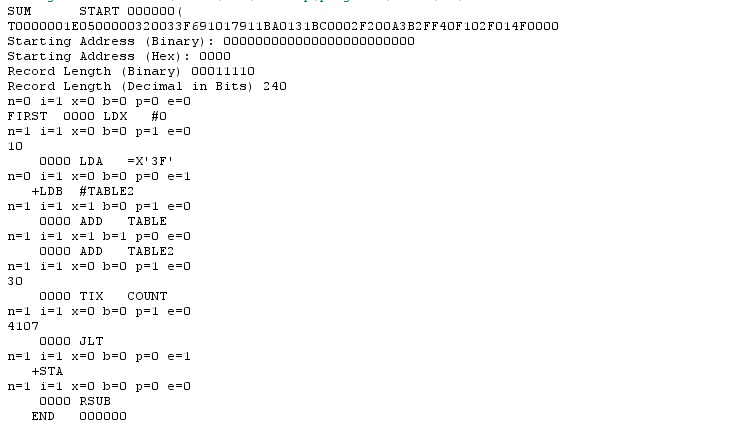 SUM      START 000000(
T0000001E0500000320033F691017911BA0131BC0002F200A3B2FF40F102F014F0000
Starting Address (Binary): 000000000000000000000000
Starting Address (Hex): 0000
Record Length (Binary) 00011110
Record Length (Decimal in Bits) 240
n=0 i=1 x=0 b=0 p=0 e=0
FIRST  0000 LDX   #0
n=1 i=1 x=0 b=0 p=1 e=0
10
    0000 LDA   =X'3F'
n=0 i=1 x=0 b=0 p=0 e=1
   +LDB  #TABLE2
n=1 i=1 x=1 b=0 p=1 e=0
    0000 ADD   TABLE
n=1 i=1 x=1 b=1 p=0 e=0
    0000 ADD   TABLE2
n=1 i=1 x=0 b=0 p=1 e=0
30
    0000 TIX   COUNT
n=1 i=1 x=0 b=0 p=1 e=0
4107
    0000 JLT
n=1 i=1 x=0 b=0 p=0 e=1
   +STA
n=1 i=1 x=0 b=0 p=0 e=0
    0000 RSUB
   END   000000